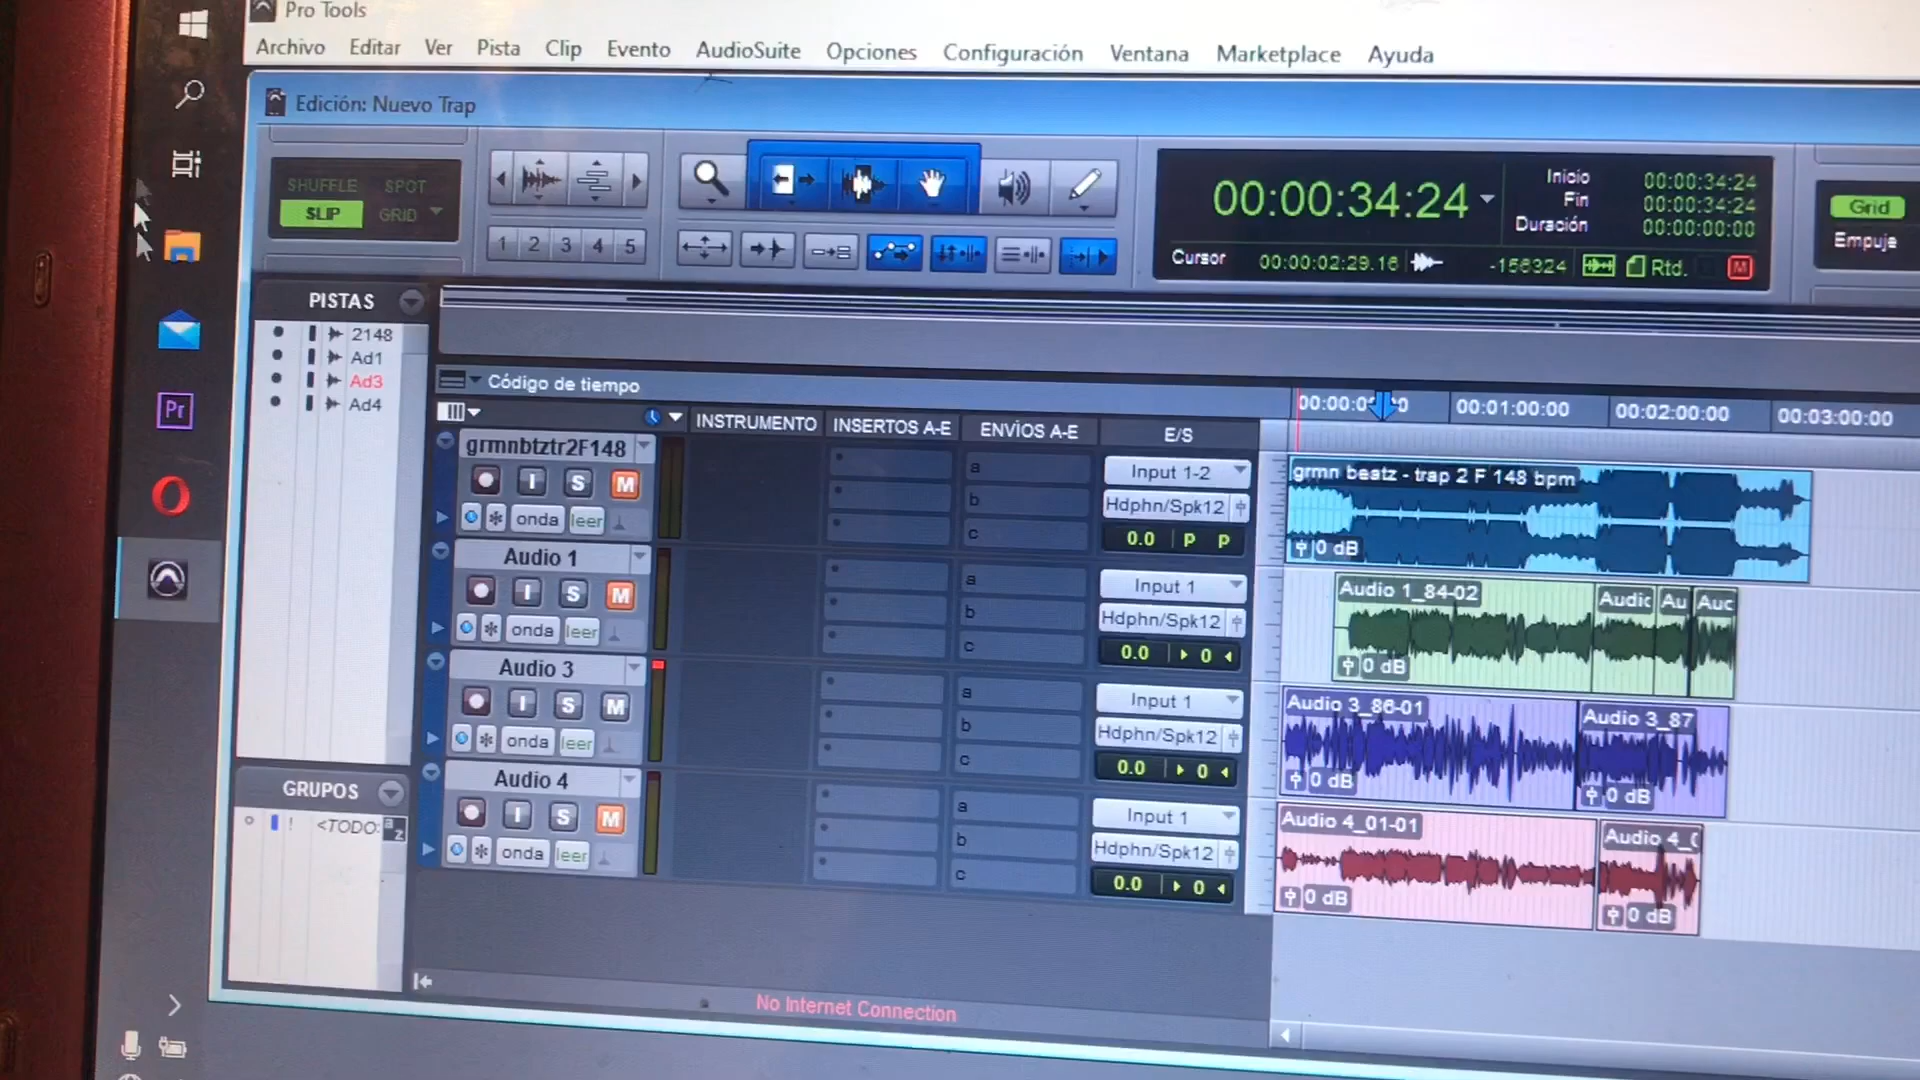 Pro Tools
Archivo Editar Ver Pista Clip Evento AudioSuite Opciones Configuración Ventana Marketplace Ayuda
Edición: Nuevo Trap
SHUFFLE SPOT
SLIP GRID
1 2 3 4 5
00:00:34:24
Inicio 00:00:34:24
Fin 00:00:34:24
Duración 00:00:00:00
Cursor 00:00:02:29.16 -156324 Rtd. M
Grid
Empuje
PISTAS
2148
Ad1
Ad3
Ad4
Pr
GRUPOS
! <TODO: a z
Código de tiempo
00:01:00:00 00:02:00:00 00:03:00:00
INSTRUMENTO INSERTOS A-E ENVÍOS A-E E/S
grmnbtztr2F148
I S M
onda leer
a
b
c
Input 1-2
Hdphn/Spk12
0.0 P P
grmn beatz - trap 2 F 148 bpm
0 dB
Audio 1
I S M
onda leer
a
b
c
Input 1
Hdphn/Spk12
0.0 0
Audio 1_84-02 Audic Au Auc
0 dB
Audio 3
I S M
onda leer
a
b
c
Input 1
Hdphn/Spk12
0.0 0
Audio 3_86-01 Audio 3_87
0 dB 0 dB
Audio 4
I S M
onda leer
a
b
c
Input 1
Hdphn/Spk12
0.0 0
Audio 4_01-01 Audio 4_
0 dB 0 dB
No Internet Connection